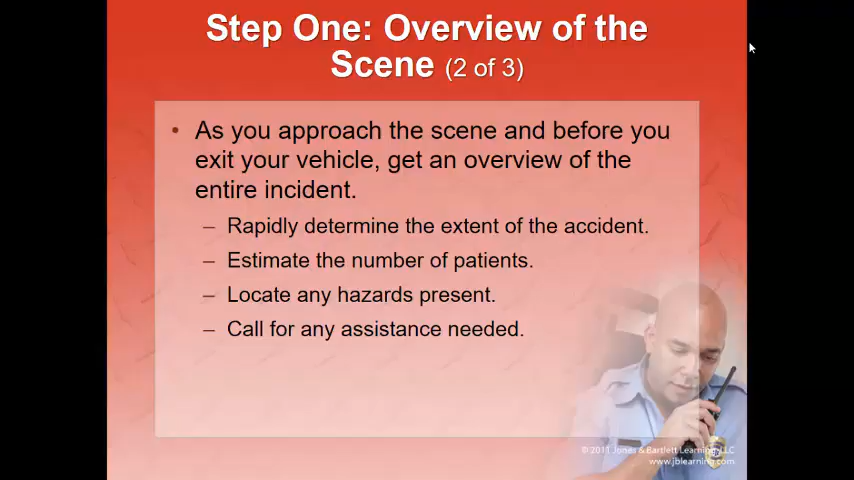 Step One: Overview of the
Scene (2 of 3)
• As you approach the scene and before you
exit your vehicle, get an overview of the
entire incident.
– Rapidly determine the extent of the accident.
– Estimate the number of patients.
– Locate any hazards present.
– Call for any assistance needed.
© 2011 Jones & Bartlett Learning, LLC
www.jblearning.com